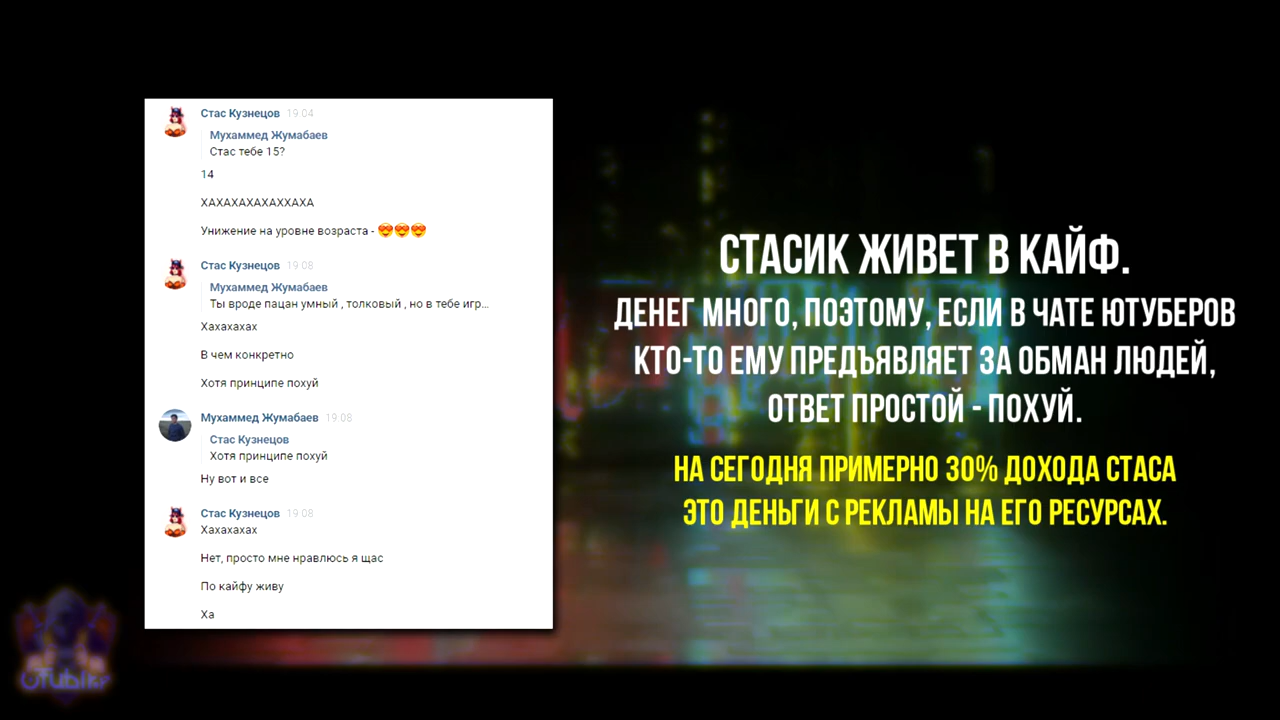 Стас Кузнецов 19:04
Мухаммед Жумабаев
Стас тебе 15?
14
ХАХАХАХАХАХХАХА
Унижение на уровне возраста - 😍😍😍
Стас Кузнецов 19:08
Мухаммед Жумабаев
Ты вроде пацан умный , толковый , но в тебе игр...
Хахахахах
В чем конкретно
Хотя принципе похуй
Мухаммед Жумабаев 19:08
Стас Кузнецов
Хотя принципе похуй
Ну вот и все
Стас Кузнецов 19:08
Хахахахах
Нет, просто мне нравлюсь я щас
По кайфу живу
Ха
СТАСИК ЖИВЕТ В КАЙФ.
ДЕНЕГ МНОГО, ПОЭТОМУ, ЕСЛИ В ЧАТЕ ЮТУБЕРОВ
КТО-ТО ЕМУ ПРЕДЪЯВЛЯЕТ ЗА ОБМАН ЛЮДЕЙ,
ОТВЕТ ПРОСТОЙ - ПОХУЙ.
НА СЕГОДНЯ ПРИМЕРНО 30% ДОХОДА СТАСА
ЭТО ДЕНЬГИ С РЕКЛАМЫ НА ЕГО РЕСУРСАХ.